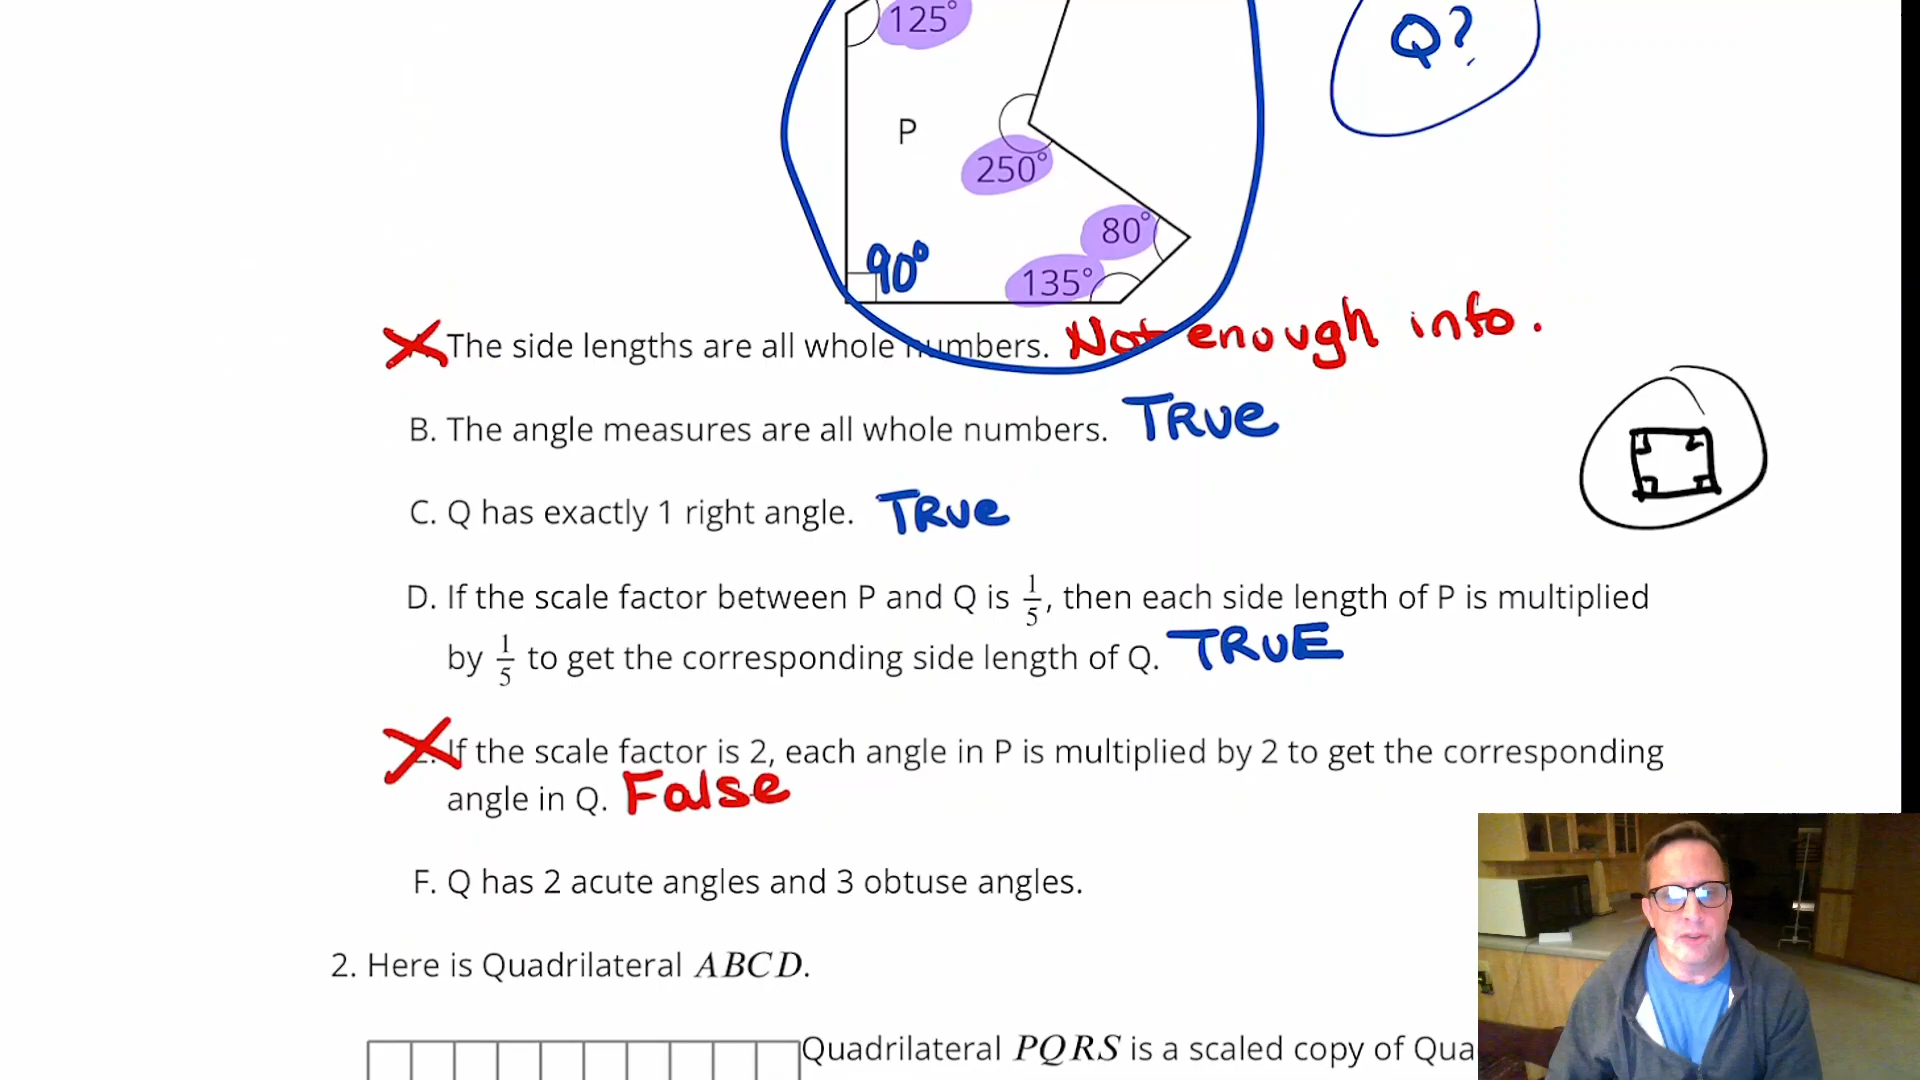 125°
Q?
P
250°
80°
90°
135°
The side lengths are all whole numbers. Not enough info.
B. The angle measures are all whole numbers. TRUe
C. Q has exactly 1 right angle. TRUe
D. If the scale factor between P and Q is 1/5, then each side length of P is multiplied
by 1/5 to get the corresponding side length of Q. TRUE
If the scale factor is 2, each angle in P is multiplied by 2 to get the corresponding
angle in Q. False
F. Q has 2 acute angles and 3 obtuse angles.
2. Here is Quadrilateral ABCD.
Quadrilateral PQRS is a scaled copy of Qua